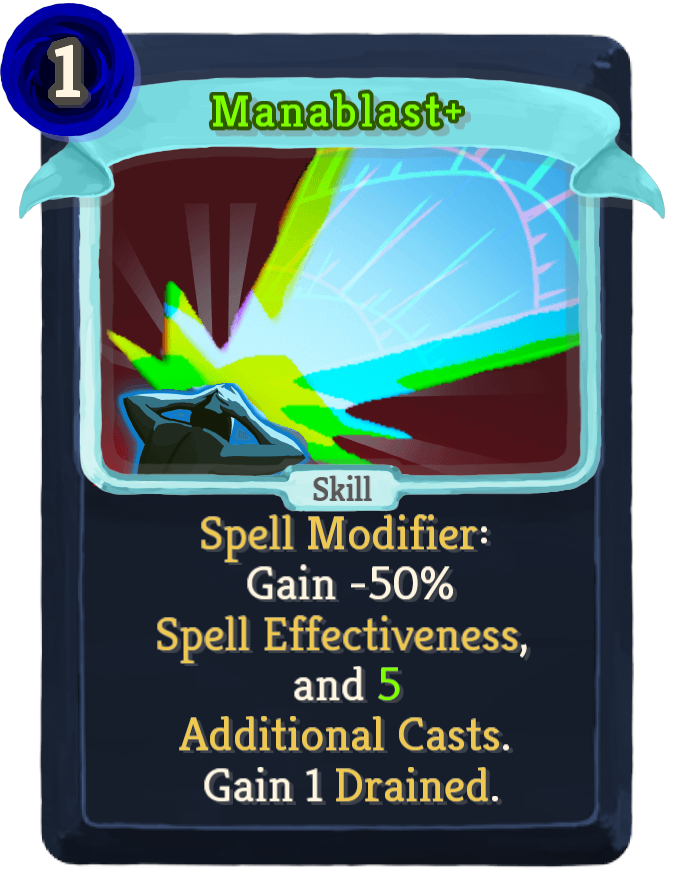 1
Manablast+
Skill
Spell Modifier:
Gain -50%
Spell Effectiveness,
and 5
Additional Casts.
Gain 1 Drained.